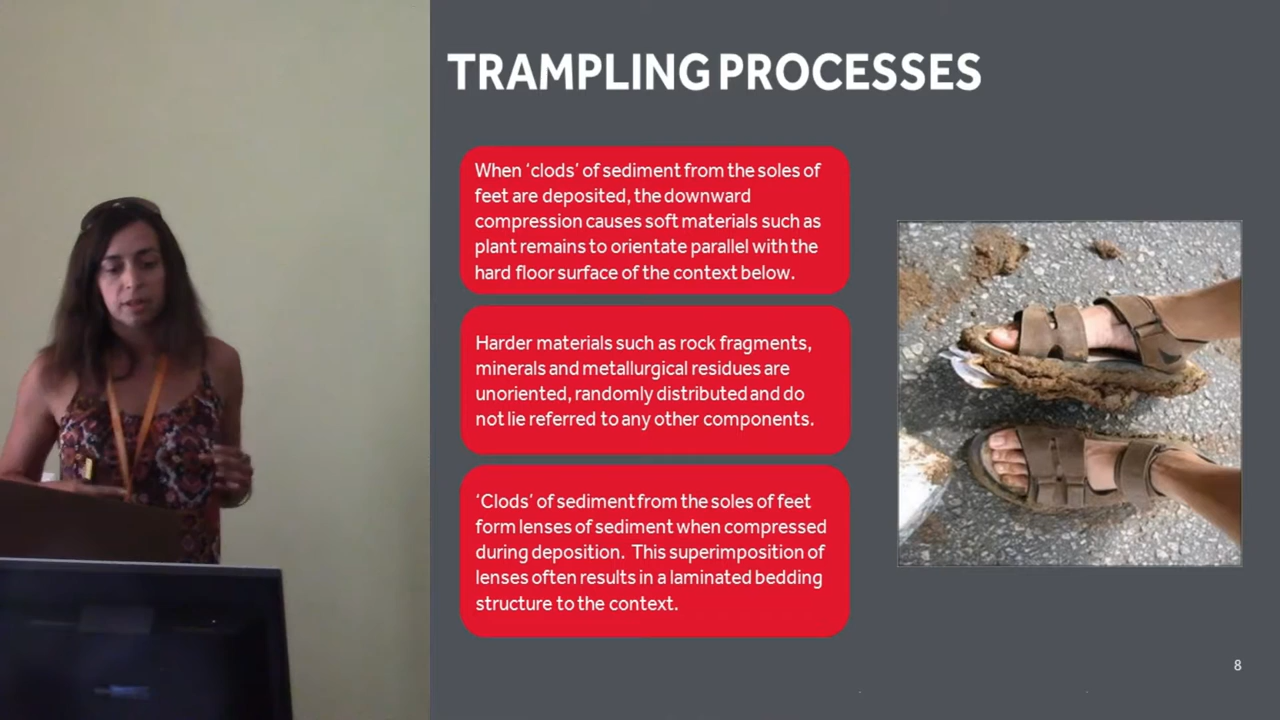 TRAMPLING PROCESSES
When ‘clods’ of sediment from the soles of
feet are deposited, the downward
compression causes soft materials such as
plant remains to orientate parallel with the
hard floor surface of the context below.
Harder materials such as rock fragments,
minerals and metallurgical residues are
unoriented, randomly distributed and do
not lie referred to any other components.
‘Clods’ of sediment from the soles of feet
form lenses of sediment when compressed
during deposition. This superimposition of
lenses often results in a laminated bedding
structure to the context.
8